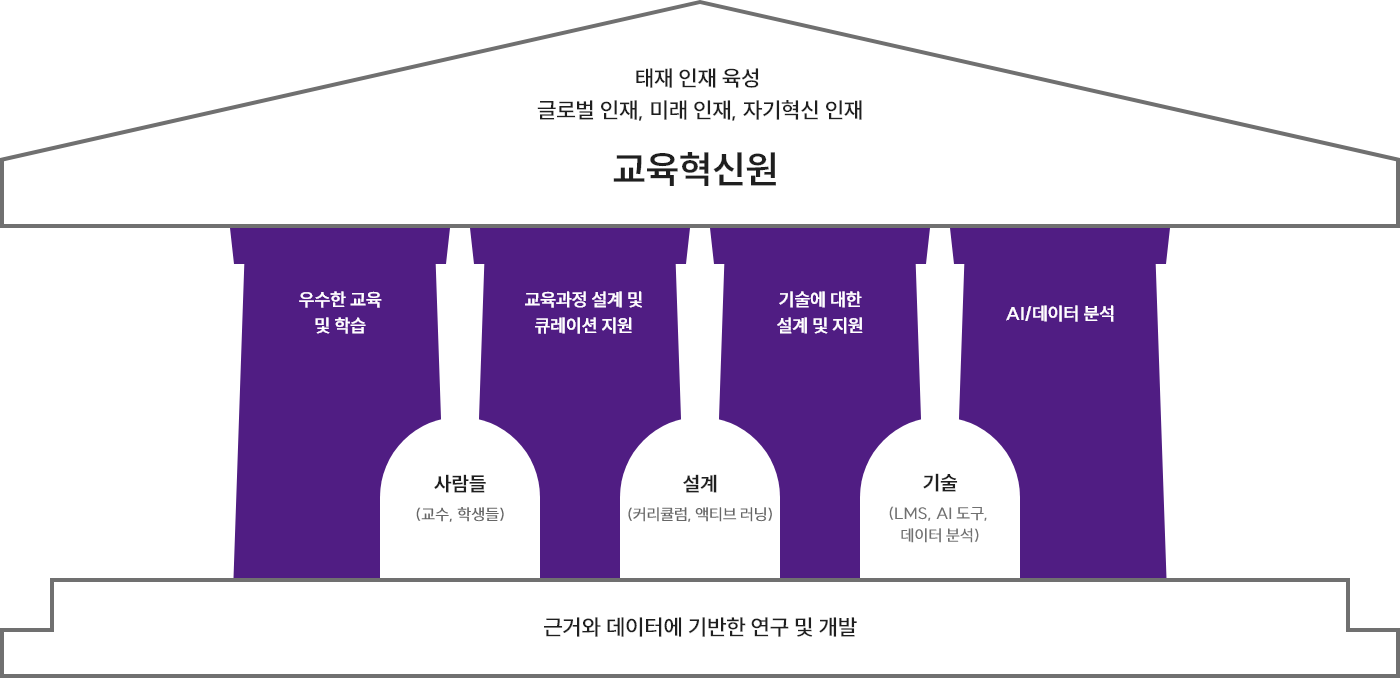 태재 인재 육성
글로벌 인재, 미래 인재, 자기혁신 인재
교육혁신원
우수한 교육
및 학습
교육과정 설계 및
큐레이션 지원
기술에 대한
설계 및 지원
AI/데이터 분석
사람들
(교수, 학생들)
설계
(커리큘럼, 액티브 러닝)
기술
(LMS, AI 도구,
데이터 분석)
근거와 데이터에 기반한 연구 및 개발